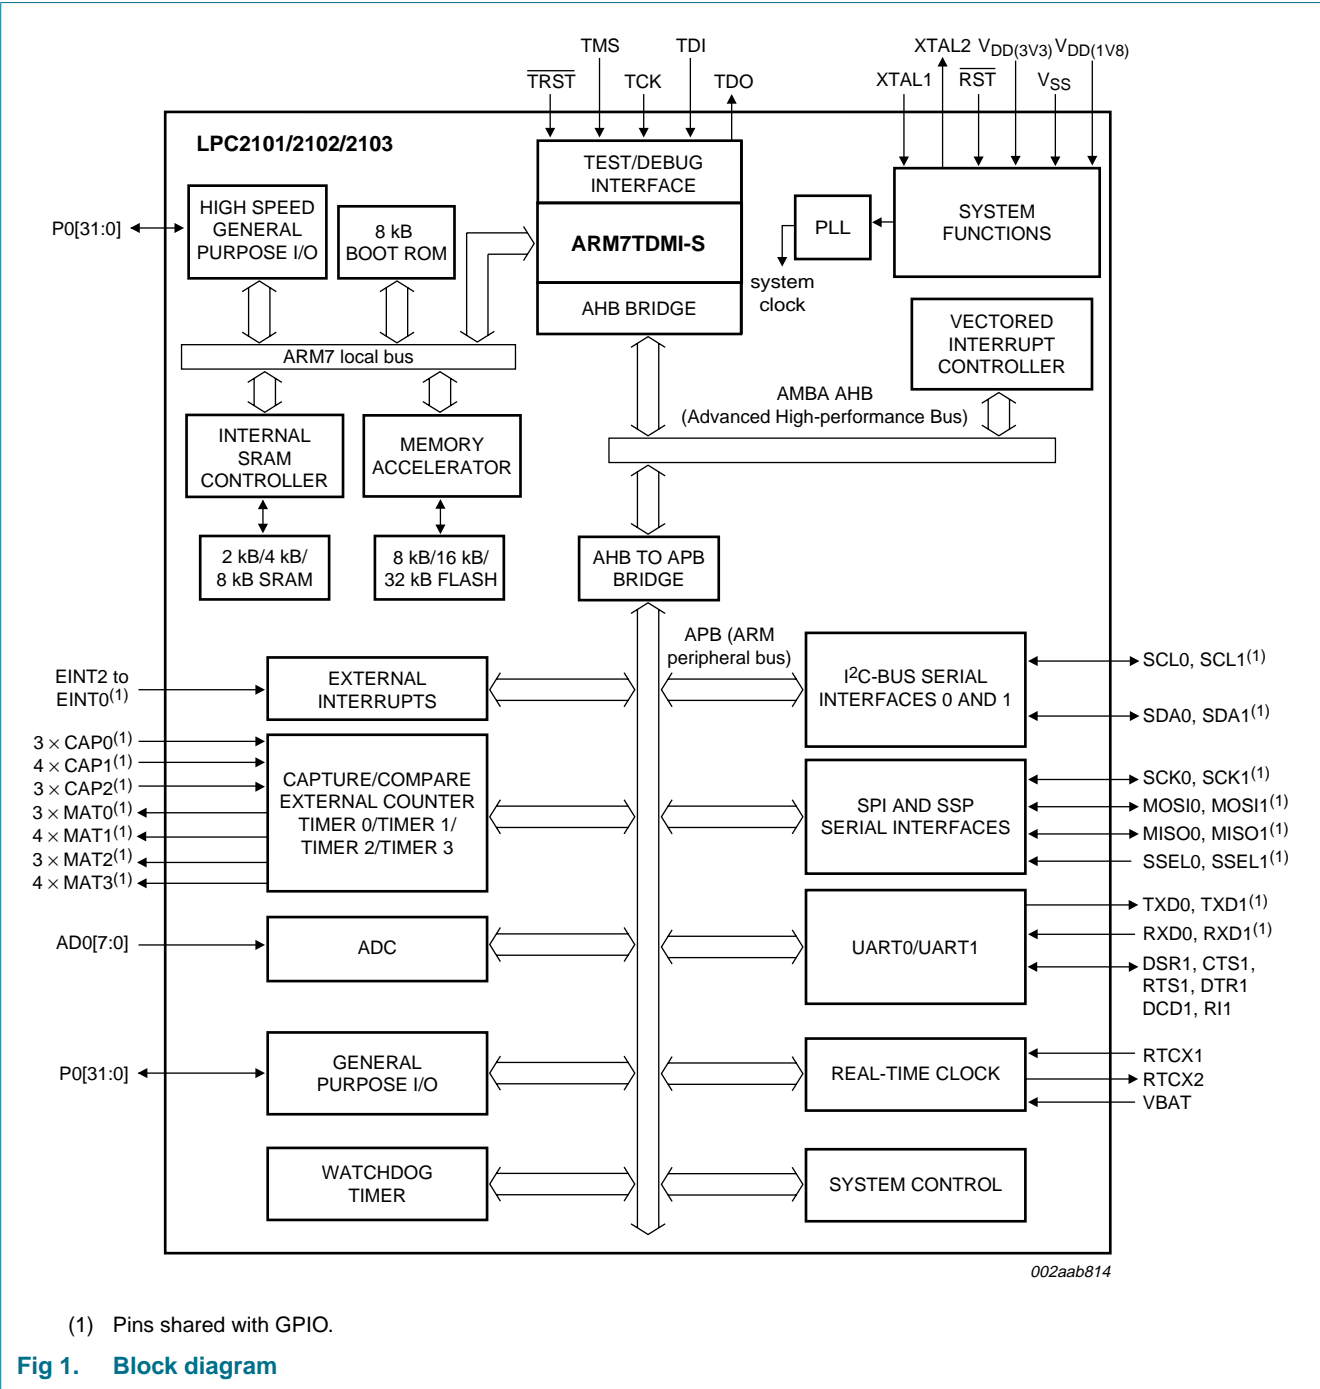 TMS
TDI
XTAL2 VDD(3V3) VDD(1V8)
TRST
TCK
TDO
XTAL1
RST
VSS
LPC2101/2102/2103
TEST/DEBUG
INTERFACE
HIGH SPEED
GENERAL
PURPOSE I/O
P0[31:0]
8 kB
BOOT ROM
ARM7TDMI-S
PLL
SYSTEM
FUNCTIONS
system
clock
AHB BRIDGE
VECTORED
INTERRUPT
CONTROLLER
ARM7 local bus
AMBA AHB
(Advanced High-performance Bus)
INTERNAL
SRAM
CONTROLLER
MEMORY
ACCELERATOR
2 kB/4 kB/
8 kB SRAM
8 kB/16 kB/
32 kB FLASH
AHB TO APB
BRIDGE
APB (ARM
peripheral bus)
EINT2 to
EINT0(1)
EXTERNAL
INTERRUPTS
I2C-BUS SERIAL
INTERFACES 0 AND 1
SCL0, SCL1(1)
SDA0, SDA1(1)
3 × CAP0(1)
4 × CAP1(1)
3 × CAP2(1)
3 × MAT0(1)
4 × MAT1(1)
3 × MAT2(1)
4 × MAT3(1)
CAPTURE/COMPARE
EXTERNAL COUNTER
TIMER 0/TIMER 1/
TIMER 2/TIMER 3
SPI AND SSP
SERIAL INTERFACES
SCK0, SCK1(1)
MOSI0, MOSI1(1)
MISO0, MISO1(1)
SSEL0, SSEL1(1)
AD0[7:0]
ADC
UART0/UART1
TXD0, TXD1(1)
RXD0, RXD1(1)
DSR1, CTS1,
RTS1, DTR1
DCD1, RI1
P0[31:0]
GENERAL
PURPOSE I/O
REAL-TIME CLOCK
RTCX1
RTCX2
VBAT
WATCHDOG
TIMER
SYSTEM CONTROL
002aab814
(1) Pins shared with GPIO.
Fig 1. Block diagram